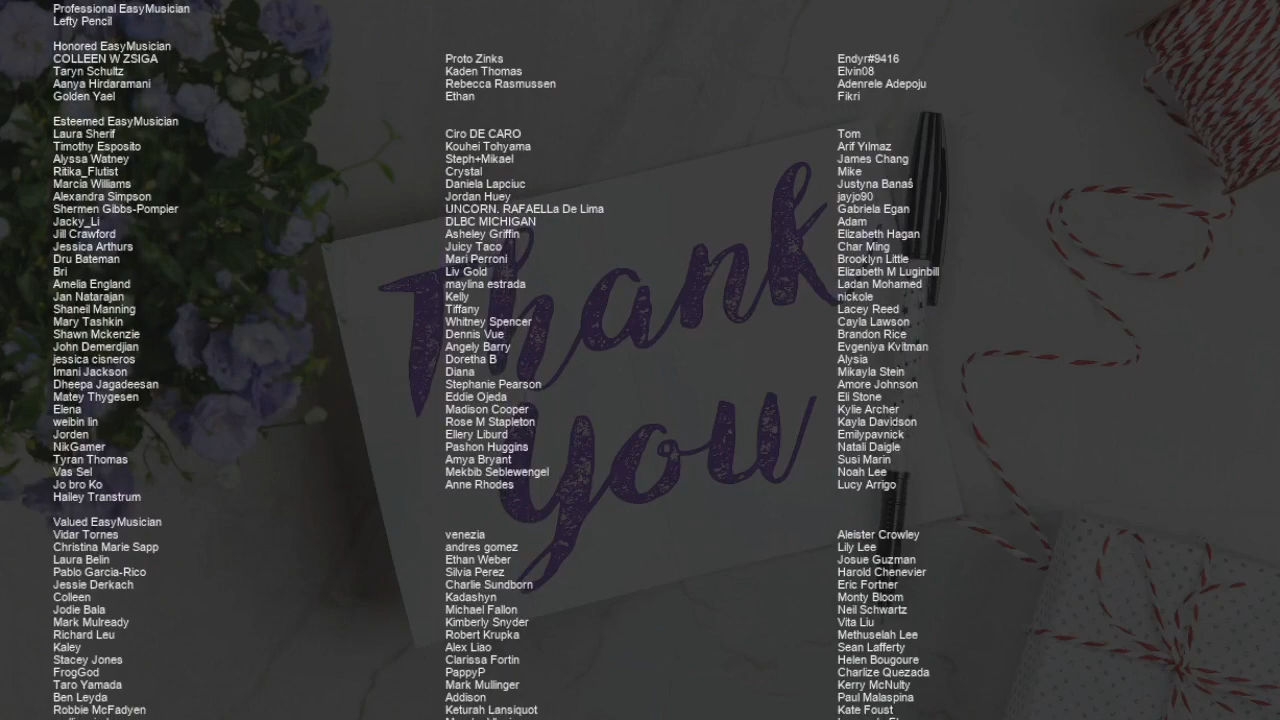 Professional EasyMusician
Lefty Pencil
Honored EasyMusician
COLLEEN W ZSIGA
Taryn Schultz
Aanya Hirdaramani
Golden Yael
Proto Zinks
Kaden Thomas
Rebecca Rasmussen
Ethan
Endyr#9416
Elvin08
Adenrele Adepoju
Fikri
Esteemed EasyMusician
Laura Sherif
Timothy Esposito
Alyssa Watney
Ritika_Flutist
Marcia Williams
Alexandra Simpson
Shermen Gibbs-Pompier
Jacky_Li
Jill Crawford
Jessica Arthurs
Dru Bateman
Bri
Amelia England
Jan Natarajan
Shaneil Manning
Mary Tashkin
Shawn Mckenzie
John Demerdjian
jessica cisneros
Imani Jackson
Dheepa Jagadeesan
Matey Thygesen
Elena
weibin lin
Jorden
NikGamer
Tyran Thomas
Vas Sel
Jo bro Ko
Hailey Transtrum
Ciro DE CARO
Kouhei Tohyama
Steph+Mikael
Crystal
Daniela Lapciuc
Jordan Huey
UNCORN. RAFAELLa De Lima
DLBC MICHIGAN
Asheley Griffin
Juicy Taco
Mari Perroni
Liv Gold
maylina estrada
Kelly
Tiffany
Whitney Spencer
Dennis Vue
Angely Barry
Doretha B
Diana
Stephanie Pearson
Eddie Ojeda
Madison Cooper
Rose M Stapleton
Ellery Liburd
Pashon Huggins
Amya Bryant
Mekbib Seblewengel
Anne Rhodes
Tom
Arif Yılmaz
James Chang
Mike
Justyna Banaś
jayjo90
Gabriela Egan
Adam
Elizabeth Hagan
Char Ming
Brooklyn Little
Elizabeth M Luginbill
Ladan Mohamed
nickole
Lacey Reed
Cayla Lawson
Brandon Rice
Evgeniya Kvitman
Alysia
Mikayla Stein
Amore Johnson
Eli Stone
Kylie Archer
Kayla Davidson
Emilypavnick
Natali Daigle
Susi Marin
Noah Lee
Lucy Arrigo
Thank
you
Valued EasyMusician
Vidar Tornes
Christina Marie Sapp
Laura Belin
Pablo Garcia-Rico
Jessie Derkach
Colleen
Jodie Bala
Mark Mulready
Richard Leu
Kaley
Stacey Jones
FrogGod
Taro Yamada
Ben Leyda
Robbie McFadyen
venezia
andres gomez
Ethan Weber
Silvia Perez
Charlie Sundborn
Kadashyn
Michael Fallon
Kimberly Snyder
Robert Krupka
Alex Liao
Clarissa Fortin
PappyP
Mark Mullinger
Addison
Keturah Lansiquot
Aleister Crowley
Lily Lee
Josue Guzman
Harold Chenevier
Eric Fortner
Monty Bloom
Neil Schwartz
Vita Liu
Methuselah Lee
Sean Lafferty
Helen Bougoure
Charlize Quezada
Kerry McNulty
Paul Malaspina
Kate Foust